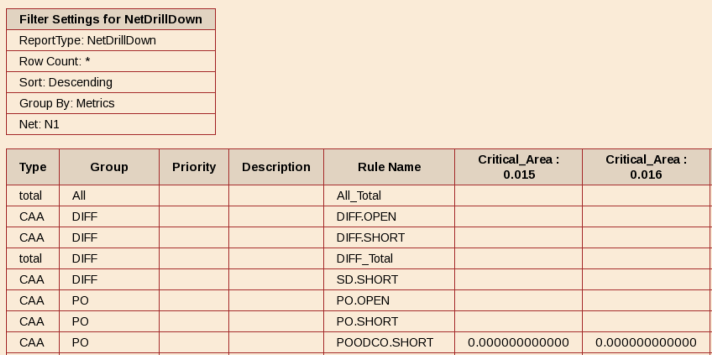 Filter Settings for NetDrillDown
ReportType: NetDrillDown
Row Count: *
Sort: Descending
Group By: Metrics
Net: N1
Type Group Priority Description Rule Name Critical_Area : 0.015 Critical_Area : 0.016
total All All_Total
CAA DIFF DIFF.OPEN
CAA DIFF DIFF.SHORT
total DIFF DIFF_Total
CAA DIFF SD.SHORT
CAA PO PO.OPEN
CAA PO PO.SHORT
CAA PO POODCO.SHORT 0.000000000000 0.000000000000